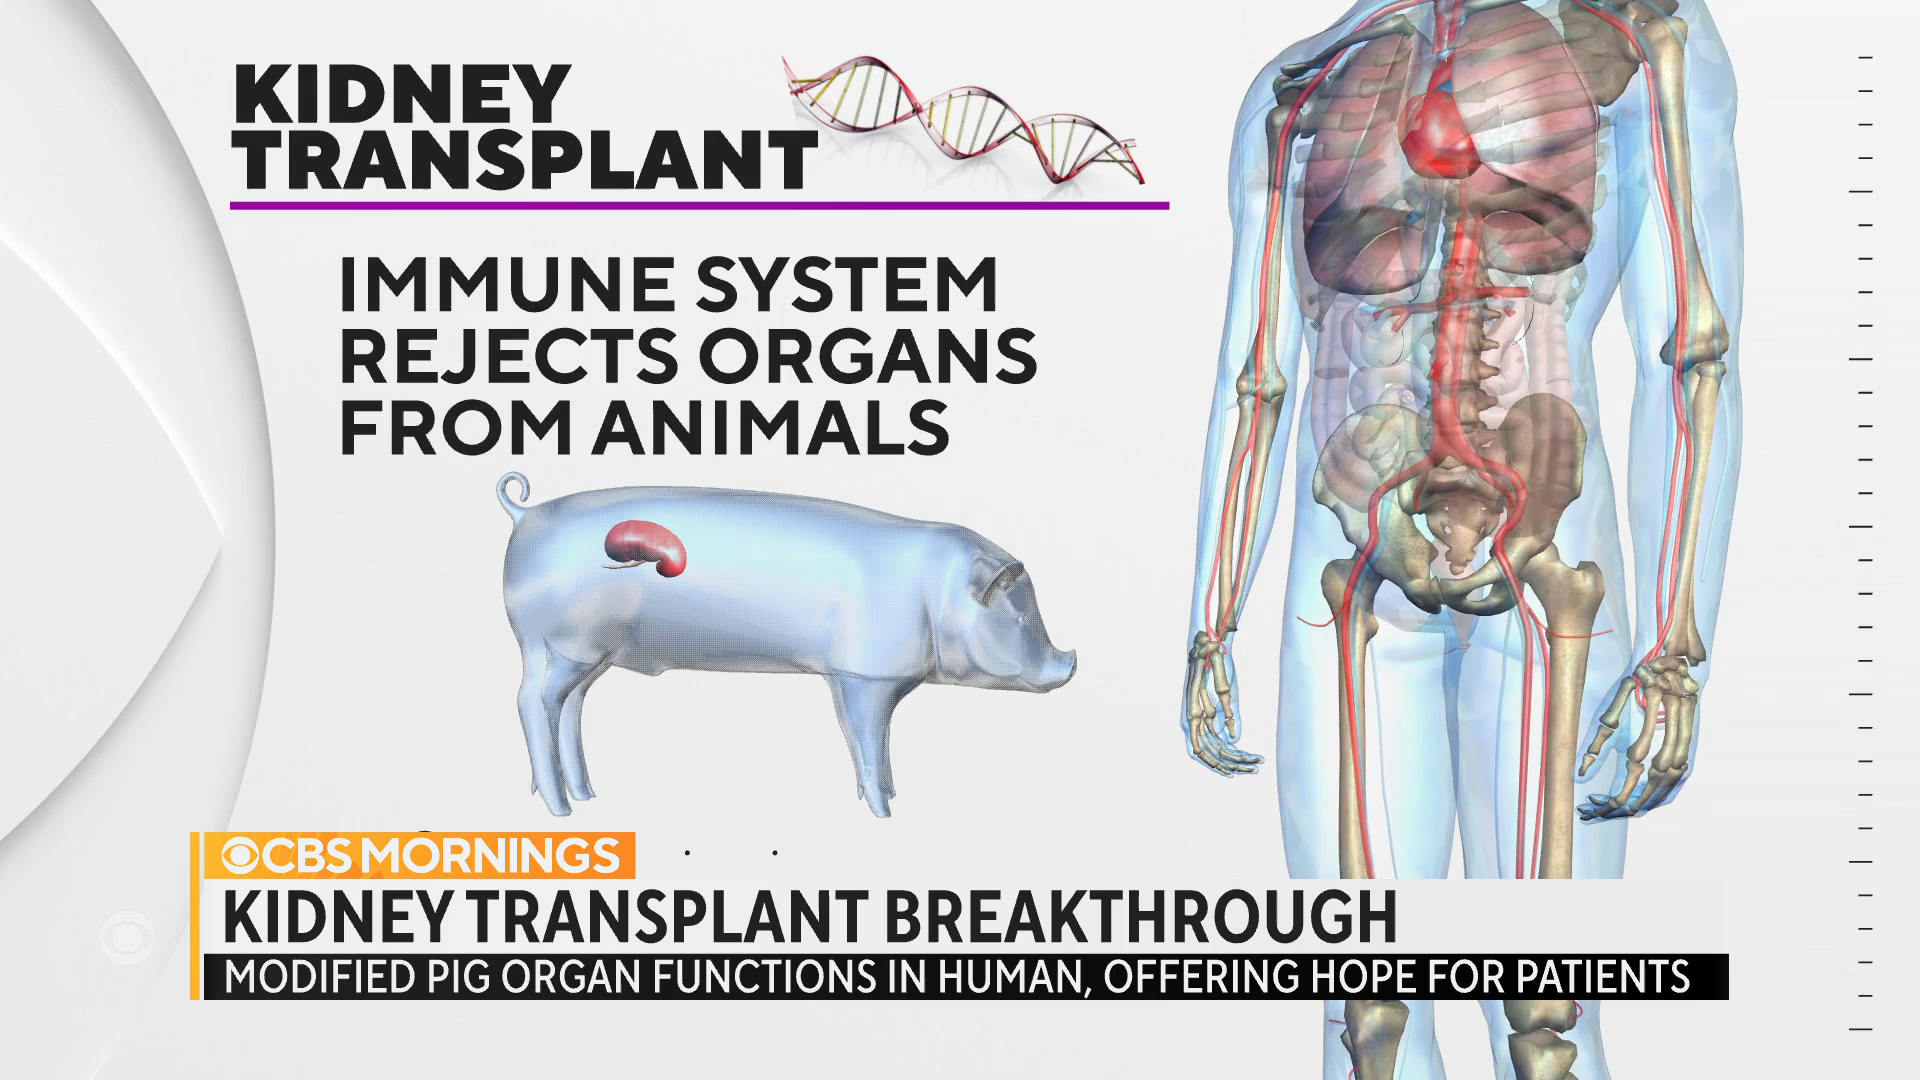 KIDNEY
TRANSPLANT
IMMUNE SYSTEM
REJECTS ORGANS
FROM ANIMALS
CBS MORNINGS
KIDNEY TRANSPLANT BREAKTHROUGH
MODIFIED PIG ORGAN FUNCTIONS IN HUMAN, OFFERING HOPE FOR PATIENTS